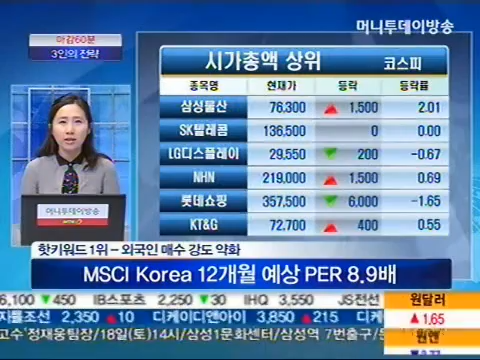 머니투데이방송
마감60분
3인의 전략
시가총액 상위 코스피
종목명 현재가 등락 등락률
삼성물산 76,300 ▲ 1,500 2.01
SK텔레콤 136,500 0 0.00
LG디스플레이 29,550 ▼ 200 -0.67
NHN 219,000 ▲ 1,500 0.69
롯데쇼핑 357,500 ▼ 6,000 -1.65
KT&G 72,700 ▲ 400 0.55
머니투데이방송
핫키워드 1위 – 외국인 매수 강도 약화
MSCI Korea 12개월 예상 PER 8.9배
6,100 ▼450 IB스포츠 2,250 ▼30 IHQ 3,550 JS전선
지틀조선 2,350 ▲10 디케이디앤아이 3,850 ▲215
고수'정재웅팀장/18일(토)14시/삼성1문화센터/삼성역 7번출구/문
원달러
▲ 1,65
원엔